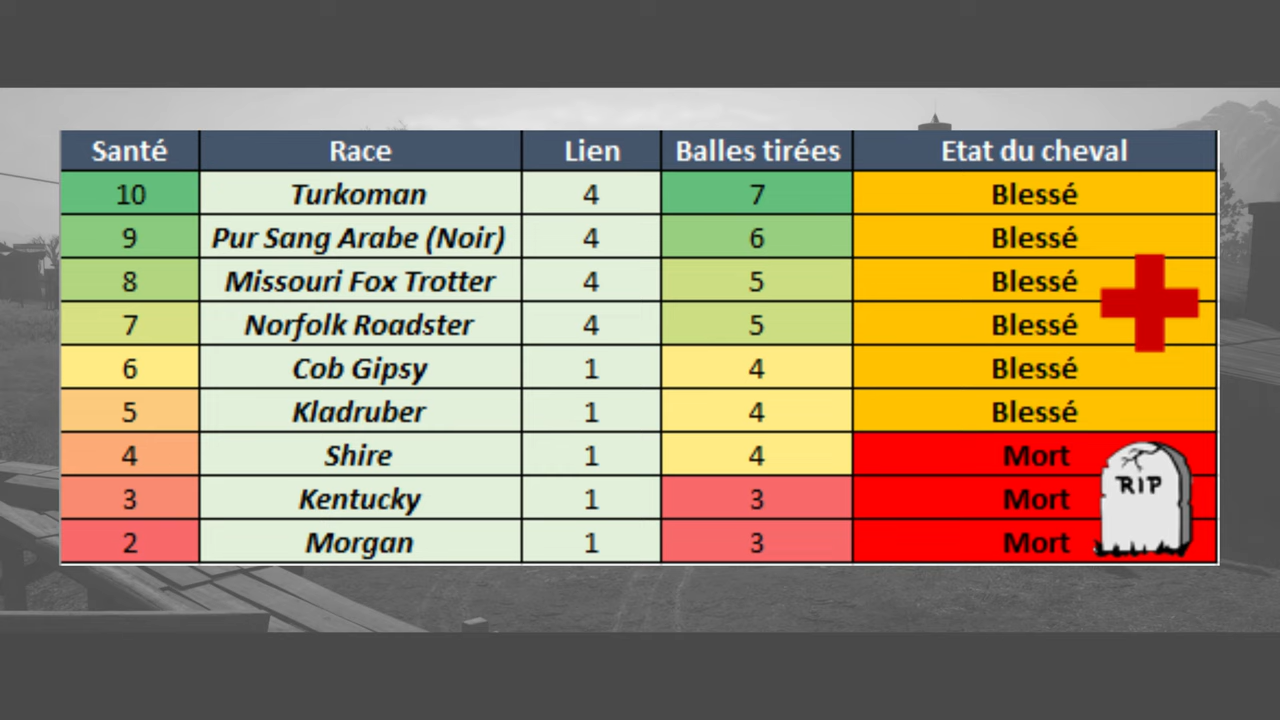 Santé Race Lien Balles tirées Etat du cheval
10 Turkoman 4 7 Blessé
9 Pur Sang Arabe (Noir) 4 6 Blessé
8 Missouri Fox Trotter 4 5 Blessé
7 Norfolk Roadster 4 5 Blessé
6 Cob Gipsy 1 4 Blessé
5 Kladruber 1 4 Blessé
4 Shire 1 4 Mort
3 Kentucky 1 3 Mort
RIP
2 Morgan 1 3 Mort